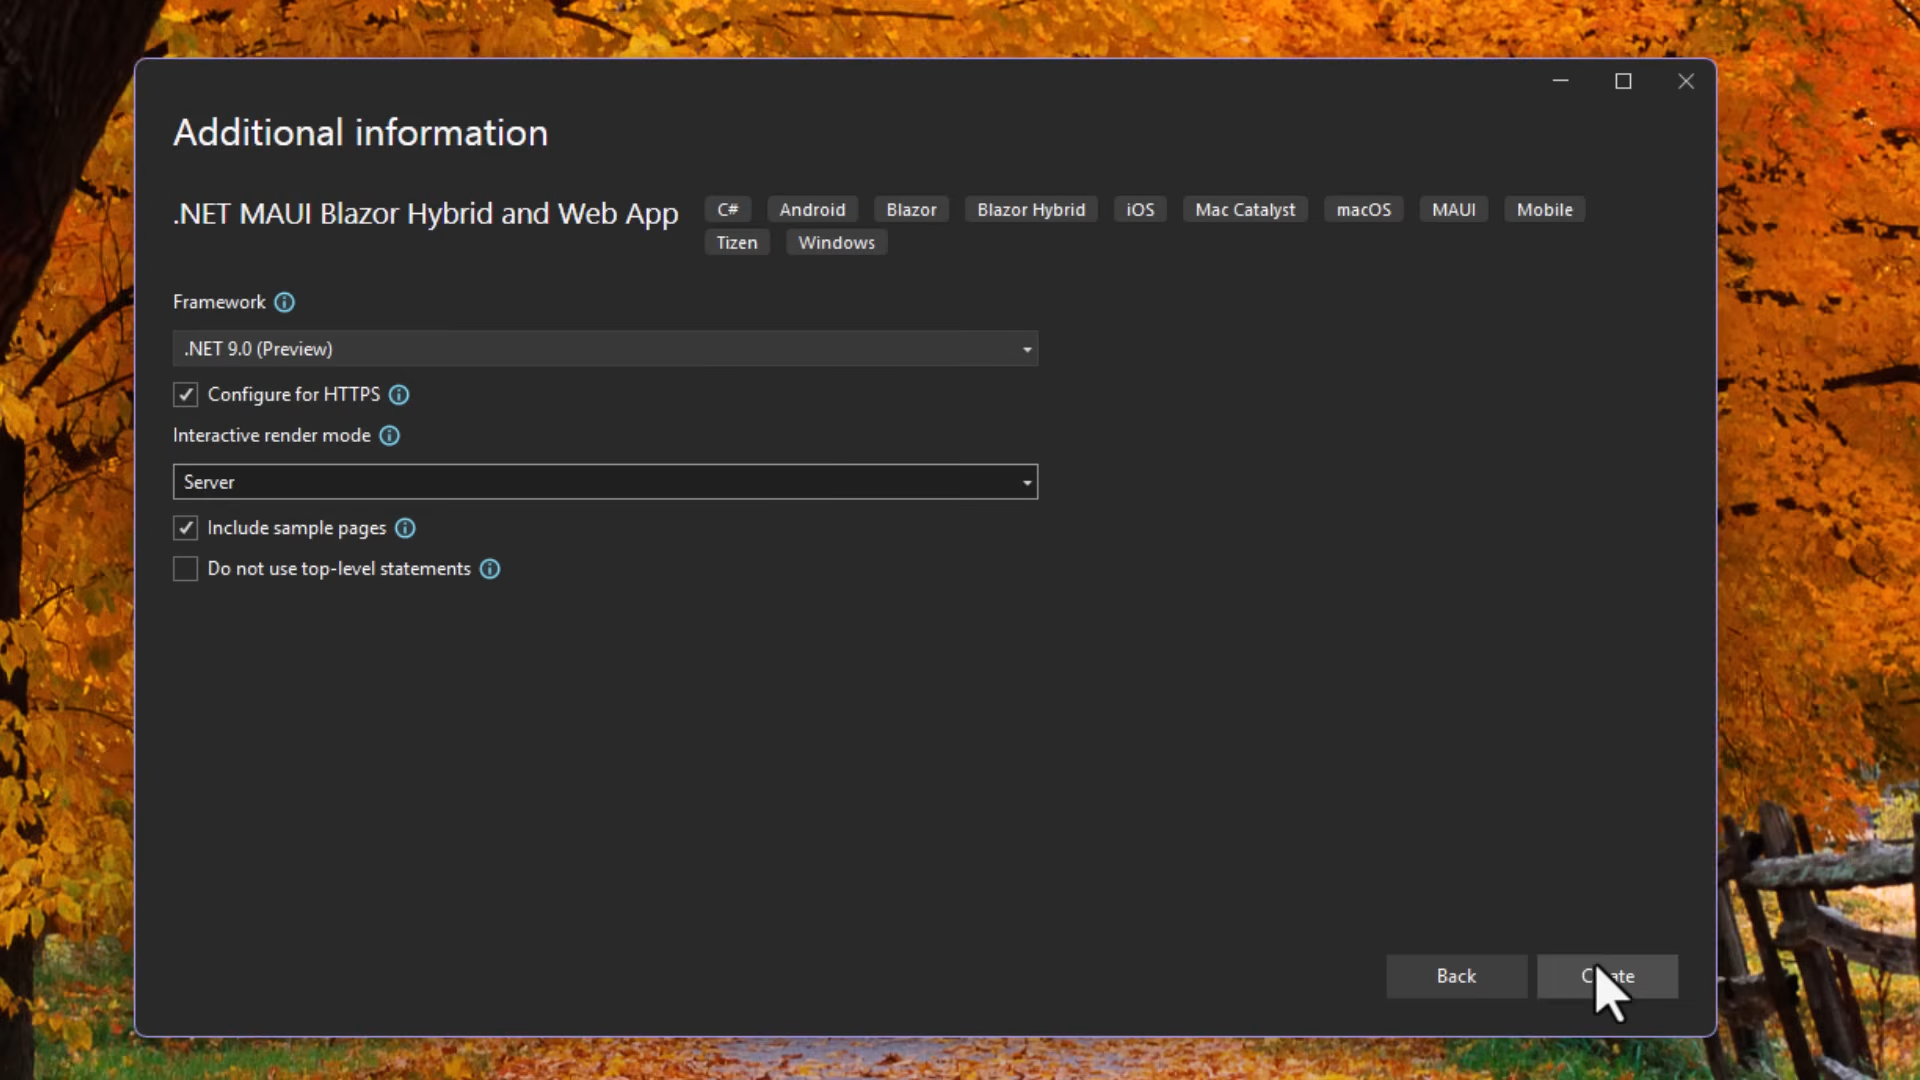 Additional information
.NET MAUI Blazor Hybrid and Web App
C# Android Blazor Blazor Hybrid iOS Mac Catalyst macOS MAUI Mobile
Tizen Windows
Framework
.NET 9.0 (Preview)
Configure for HTTPS
Interactive render mode
Server
Include sample pages
Do not use top-level statements
Back